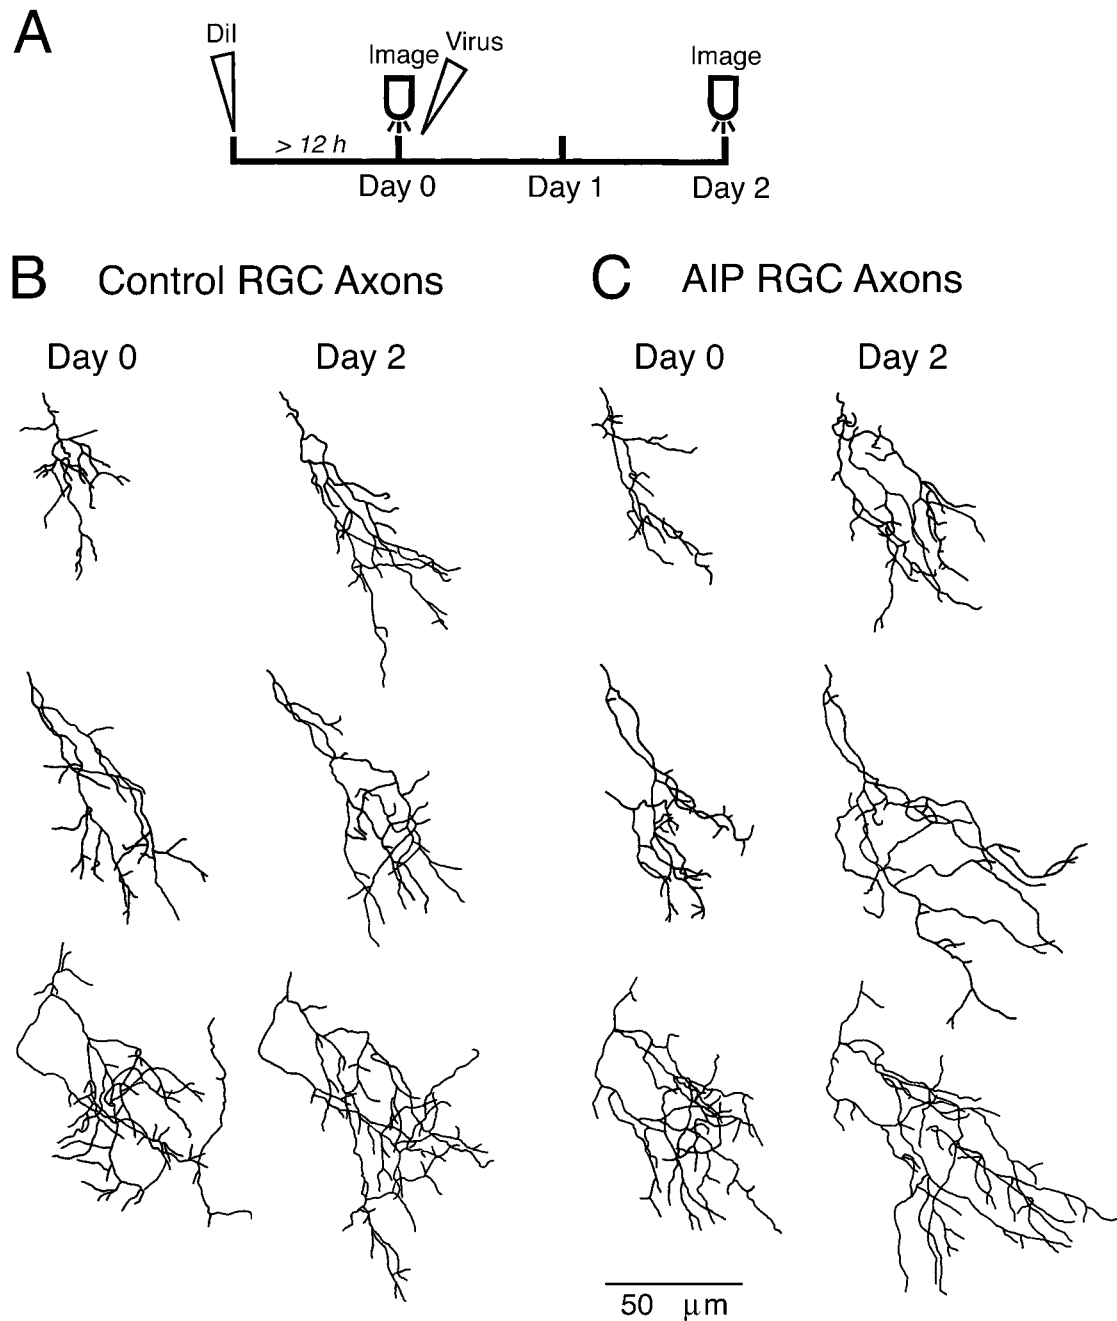 A
DiI
Image
Virus
Image
> 12 h
Day 0
Day 1
Day 2
B Control RGC Axons
C AIP RGC Axons
Day 0
Day 2
Day 0
Day 2
50 μm